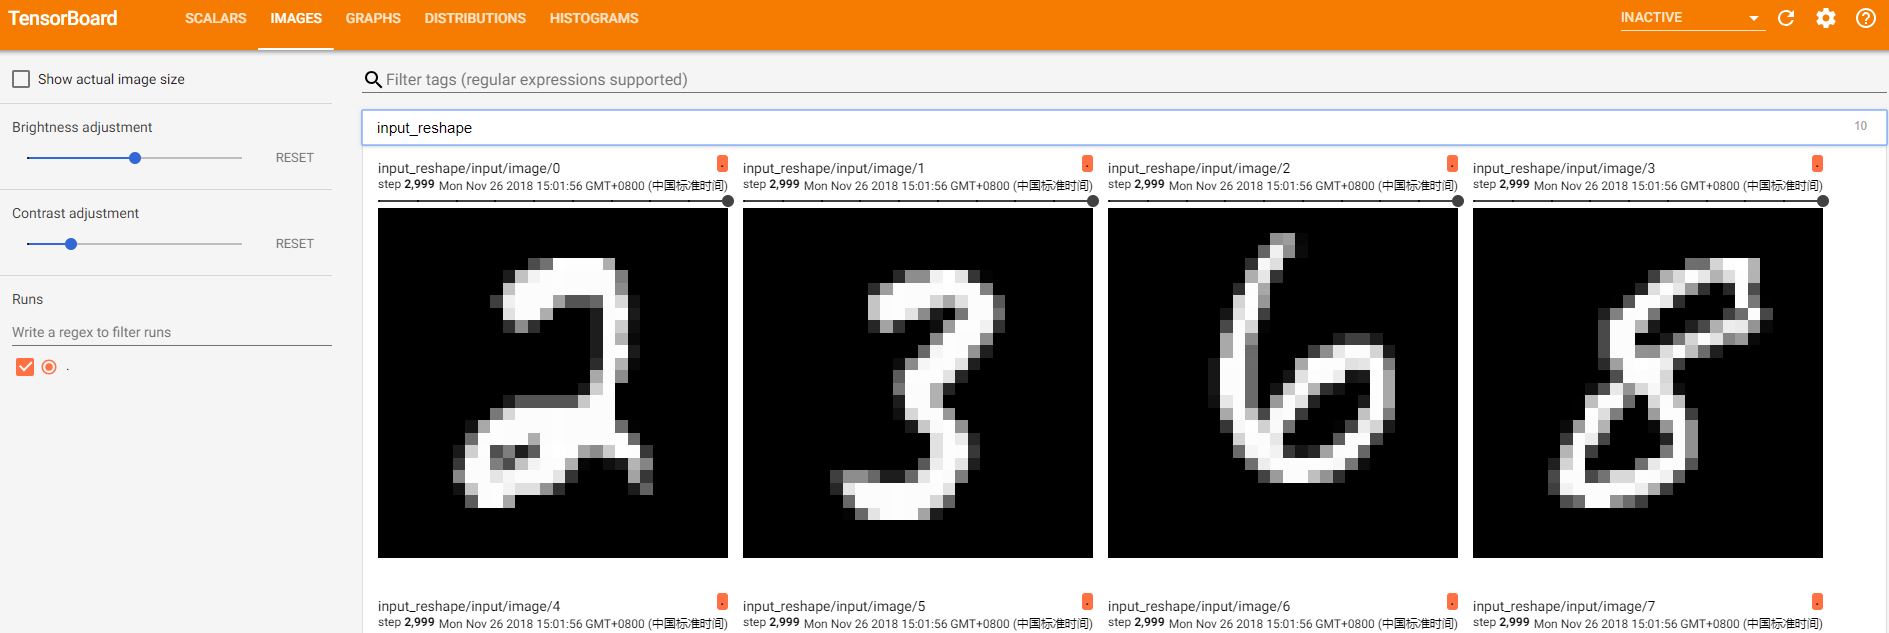 TensorBoard SCALARS IMAGES GRAPHS DISTRIBUTIONS HISTOGRAMS INACTIVE
Show actual image size
Brightness adjustment
RESET
Contrast adjustment
RESET
Runs
Write a regex to filter runs
.
Filter tags (regular expressions supported)
input_reshape 10
input_reshape/input/image/0 .
step 2,999 Mon Nov 26 2018 15:01:56 GMT+0800 (中国标准时间)
2
input_reshape/input/image/1 .
step 2,999 Mon Nov 26 2018 15:01:56 GMT+0800 (中国标准时间)
3
input_reshape/input/image/2 .
step 2,999 Mon Nov 26 2018 15:01:56 GMT+0800 (中国标准时间)
6
input_reshape/input/image/3 .
step 2,999 Mon Nov 26 2018 15:01:56 GMT+0800 (中国标准时间)
8
input_reshape/input/image/4 .
step 2,999 Mon Nov 26 2018 15:01:56 GMT+0800 (中国标准时间)
input_reshape/input/image/5 .
step 2,999 Mon Nov 26 2018 15:01:56 GMT+0800 (中国标准时间)
input_reshape/input/image/6 .
step 2,999 Mon Nov 26 2018 15:01:56 GMT+0800 (中国标准时间)
input_reshape/input/image/7 .
step 2,999 Mon Nov 26 2018 15:01:56 GMT+0800 (中国标准时间)